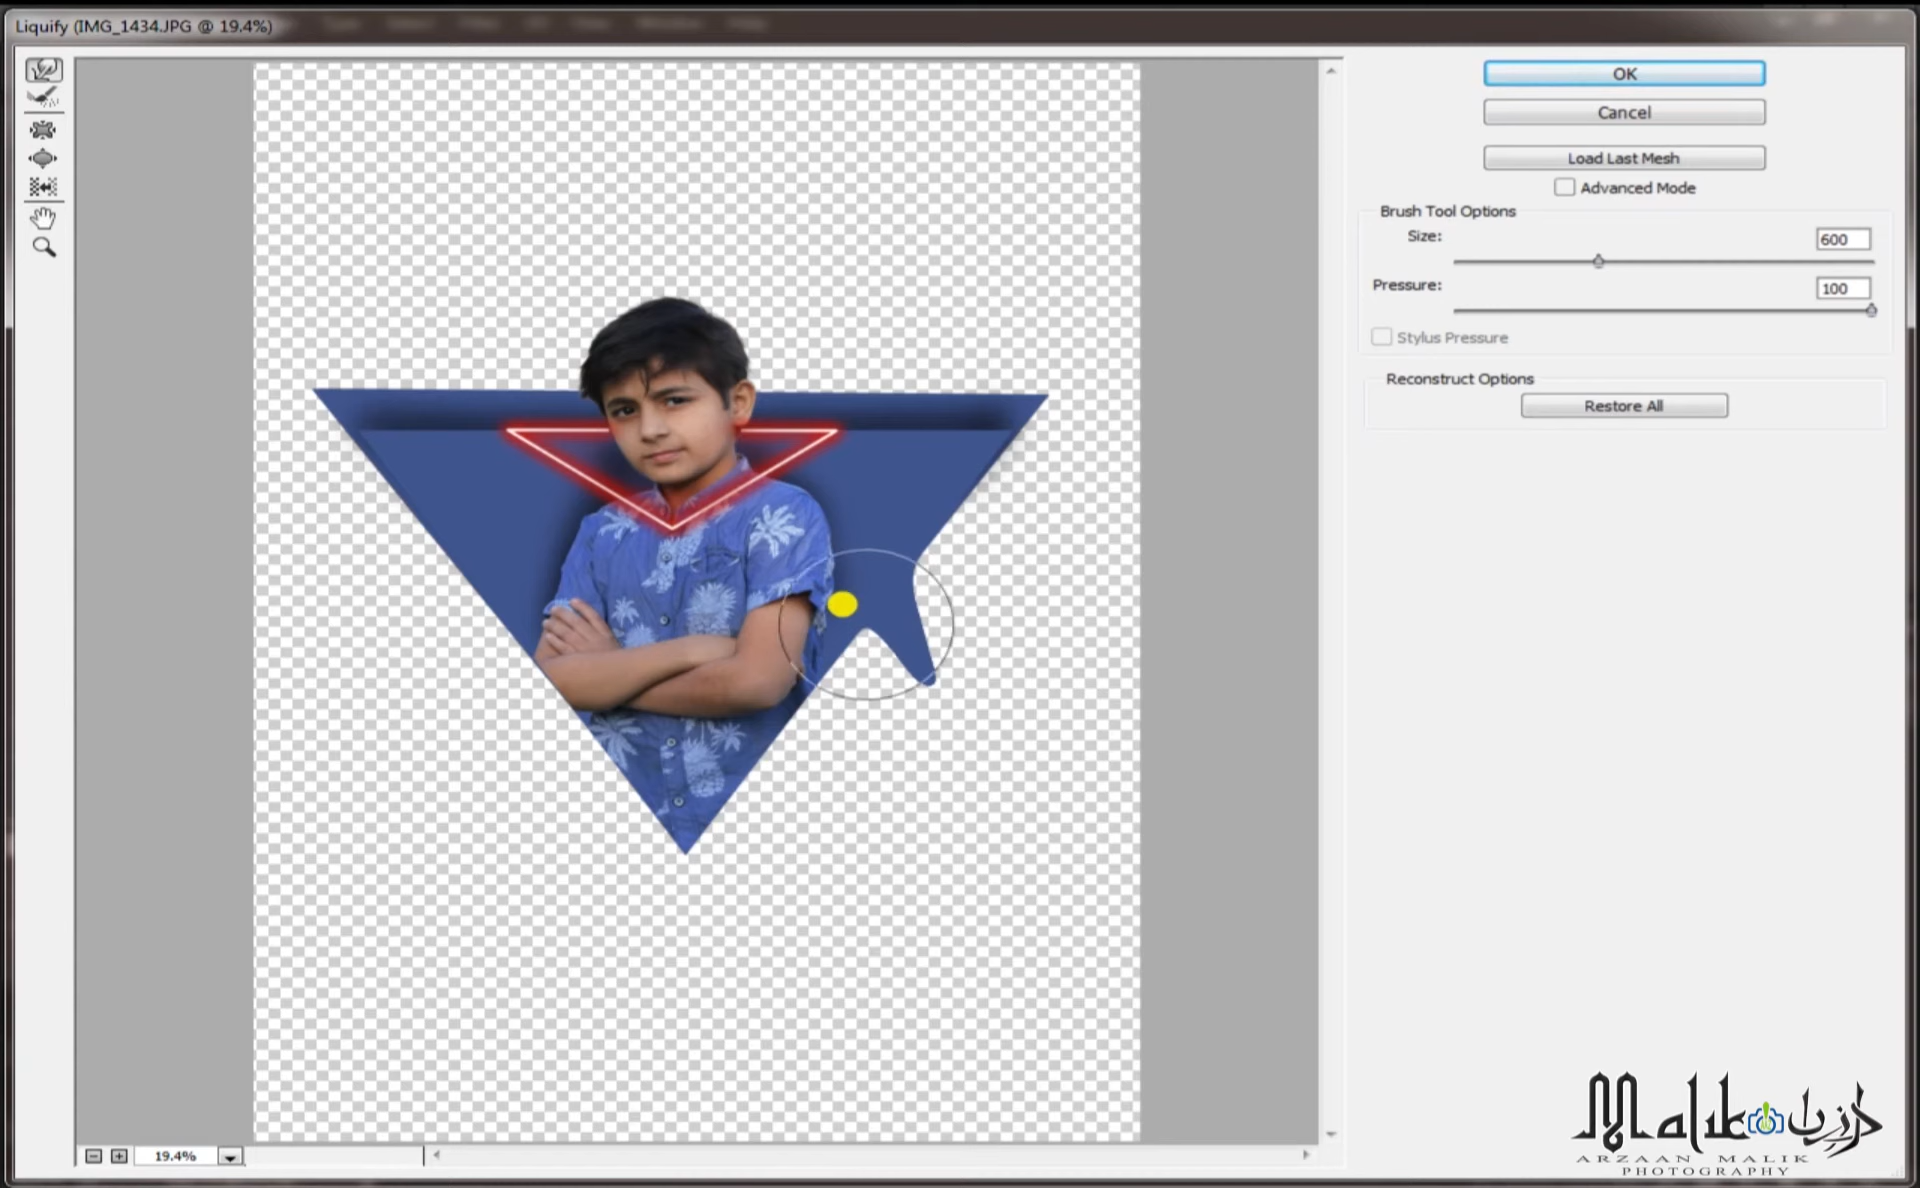 Liquify (IMG_1434.JPG @ 19.4%)
OK
Cancel
Load Last Mesh
Advanced Mode
Brush Tool Options
Size:
600
Pressure:
100
Stylus Pressure
Reconstruct Options
Restore All
19.4%
Malik
ARZAAN MALIK
PHOTOGRAPHY